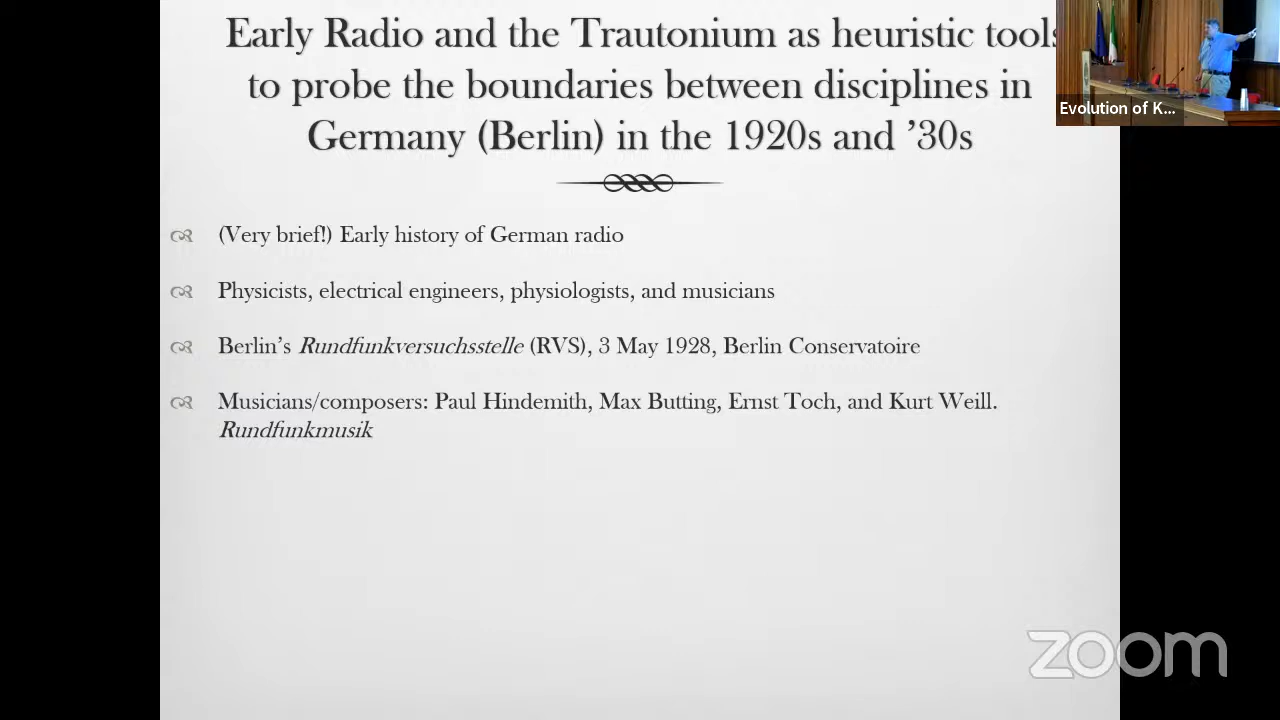 Early Radio and the Trautonium as heuristic tools
to probe the boundaries between disciplines in
Germany (Berlin) in the 1920s and ’30s
(Very brief!) Early history of German radio
Physicists, electrical engineers, physiologists, and musicians
Berlin’s Rundfunkversuchsstelle (RVS), 3 May 1928, Berlin Conservatoire
Musicians/composers: Paul Hindemith, Max Butting, Ernst Toch, and Kurt Weill.
Rundfunkmusik
Evolution of K...
zoom